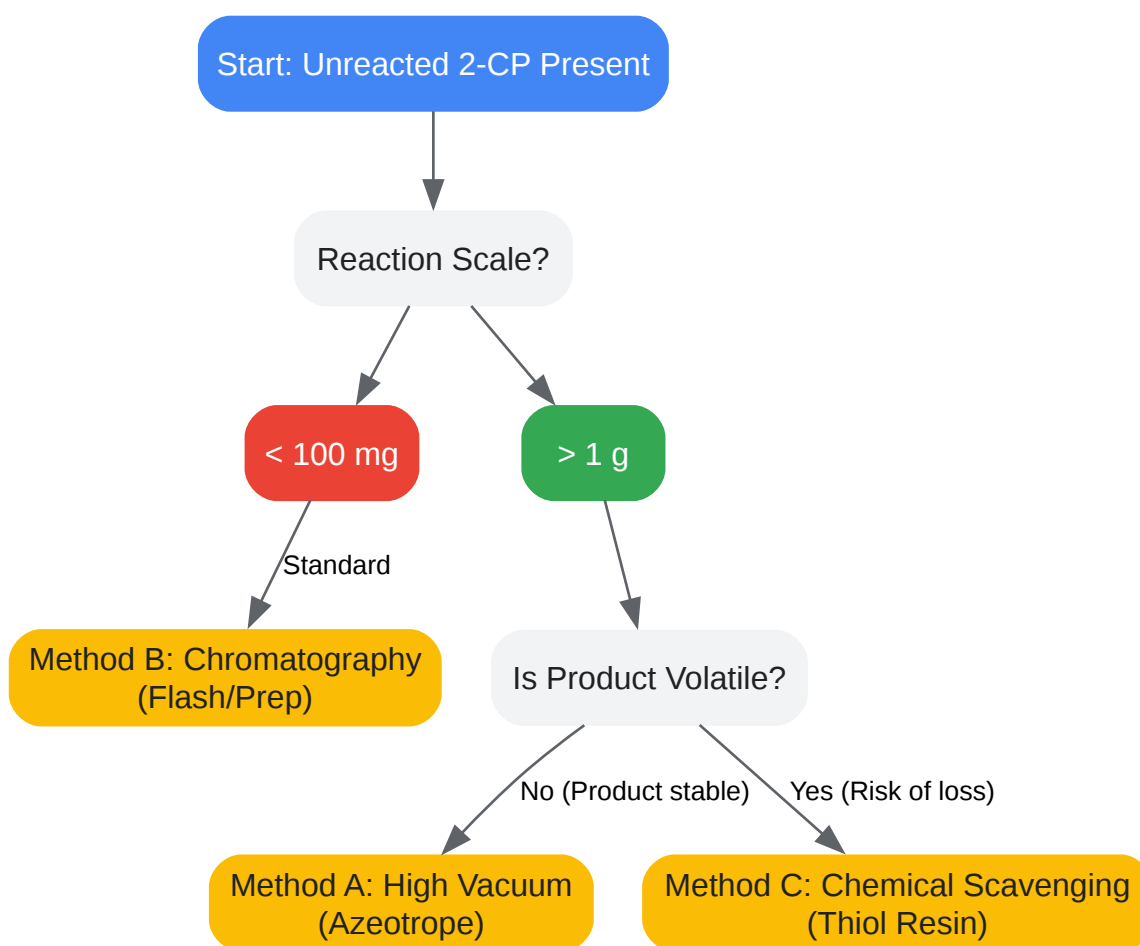 Start: Unreacted 2-CP Present
Reaction Scale?
< 100 mg
> 1 g
Standard
Method B: Chromatography
(Flash/Prep)
Is Product Volatile?
No (Product stable)
Yes (Risk of loss)
Method A: High Vacuum
(Azeotrope)
Method C: Chemical Scavenging
(Thiol Resin)